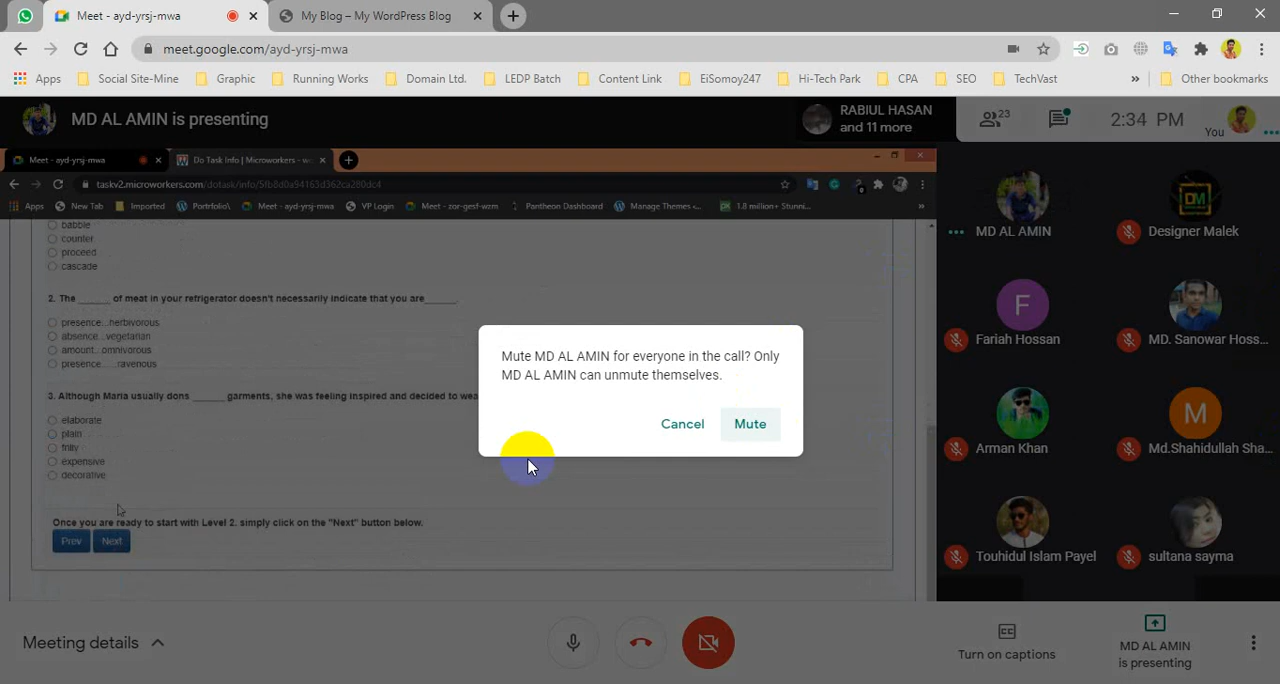 Meet - ayd-yrsj-mwa
My Blog – My WordPress Blog
meet.google.com/ayd-yrsj-mwa
Apps
Social Site-Mine
Graphic
Running Works
Domain Ltd.
LEDP Batch
Content Link
EiSomoy247
Hi-Tech Park
CPA
SEO
TechVast
»
Other bookmarks
MD AL AMIN is presenting
RABIUL HASAN
and 11 more
23
2:34 PM
You
Meet - ayd-yrsj-mwa
Do Task Info | Microworkers - wo
taskv2.microworkers.com/dotask/info/5fb8d0a94163d362ca280dc4
Apps
New Tab
Imported
Portfolio\
Meet - ayd-yrsj-mwa
VP Login
Meet - zor-gesf-wzm
Pantheon Dashboard
Manage Themes ‹...
1.8 million+ Stunni...
»
babble
counter
proceed
cascade
2. The ______ of meat in your refrigerator doesn't necessarily indicate that you are______.
presence...herbivorous
absence...vegetarian
amount...omnivorous
presence.....ravenous
3. Although Maria usually dons ______ garments, she was feeling inspired and decided to wea
elaborate
plain
frilly
expensive
decorative
Once you are ready to start with Level 2, simply click on the "Next" button below.
Prev
Next
Mute MD AL AMIN for everyone in the call? Only
MD AL AMIN can unmute themselves.
Cancel
Mute
MD AL AMIN
Designer Malek
F
Fariah Hossan
MD. Sanowar Hoss...
Arman Khan
M
Md.Shahidullah Sha...
Touhidul Islam Payel
sultana sayma
Meeting details
Turn on captions
MD AL AMIN
is presenting